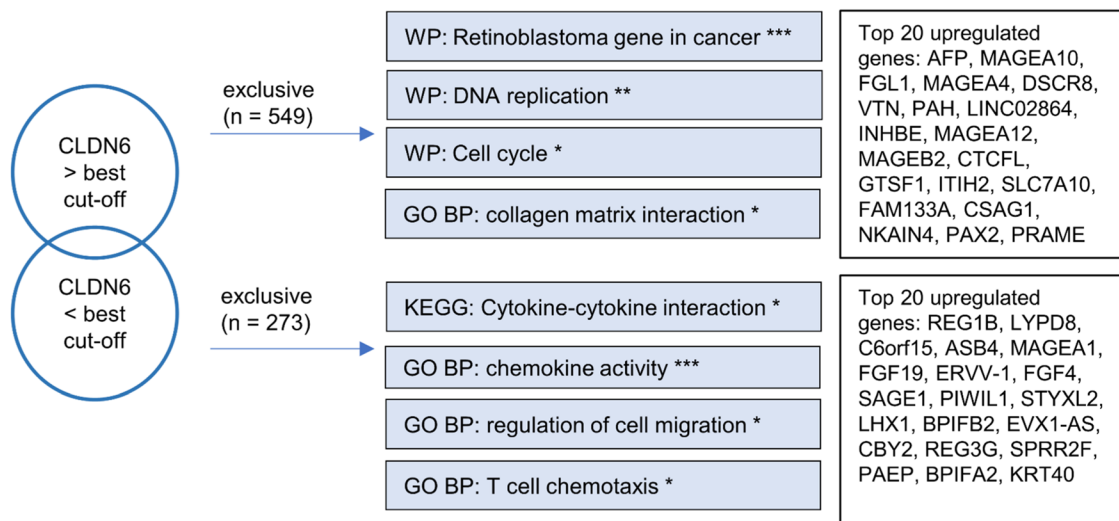 CLDN6
> best
cut-off
exclusive
(n = 549)
WP: Retinoblastoma gene in cancer ***
WP: DNA replication **
WP: Cell cycle *
GO BP: collagen matrix interaction *
Top 20 upregulated
genes: AFP, MAGEA10,
FGL1, MAGEA4, DSCR8,
VTN, PAH, LINC02864,
INHBE, MAGEA12,
MAGEB2, CTCFL,
GTSF1, ITIH2, SLC7A10,
FAM133A, CSAG1,
NKAIN4, PAX2, PRAME
CLDN6
< best
cut-off
exclusive
(n = 273)
KEGG: Cytokine-cytokine interaction *
GO BP: chemokine activity ***
GO BP: regulation of cell migration *
GO BP: T cell chemotaxis *
Top 20 upregulated
genes: REG1B, LYPD8,
C6orf15, ASB4, MAGEA1,
FGF19, ERVV-1, FGF4,
SAGE1, PIWIL1, STYXL2,
LHX1, BPIFB2, EVX1-AS,
CBY2, REG3G, SPRR2F,
PAEP, BPIFA2, KRT40